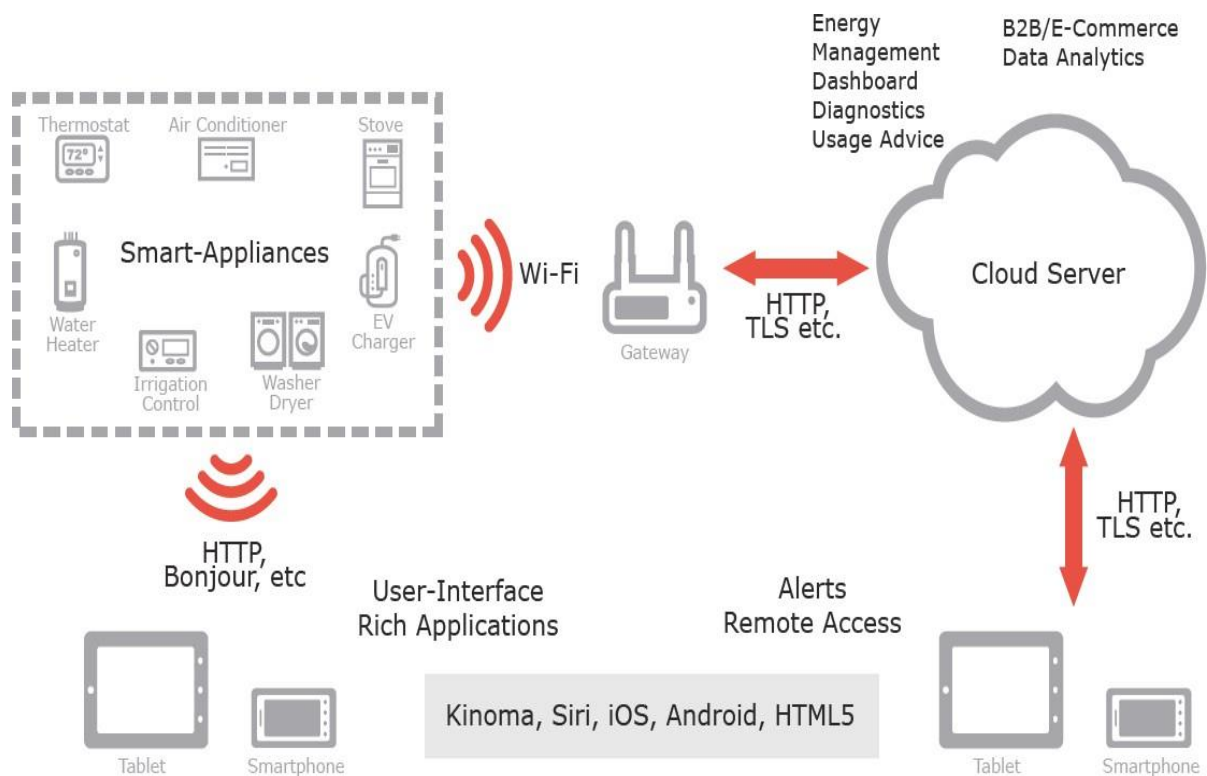 Energy
Management
Dashboard
Diagnostics
Usage Advice
B2B/E-Commerce
Data Analytics
Thermostat
Air Conditioner
Stove
72°
Smart-Appliances
Water
Heater
EV
Charger
Irrigation
Control
Washer
Dryer
Wi-Fi
Gateway
HTTP,
TLS etc.
Cloud Server
HTTP,
Bonjour, etc
HTTP,
TLS etc.
User-Interface
Rich Applications
Alerts
Remote Access
Kinoma, Siri, iOS, Android, HTML5
Tablet
Smartphone
Tablet
Smartphone